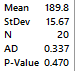 Mean 189.8
StDev 15.67
N 20
AD 0.337
P-Value 0.470